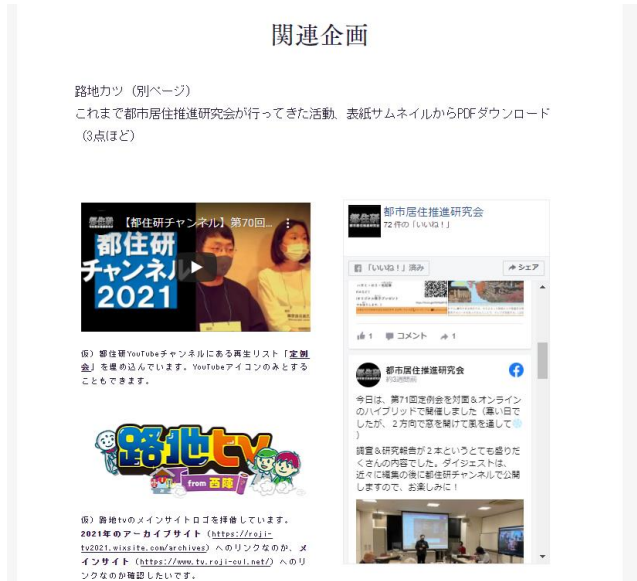 関連企画
路地カツ（別ページ）
これまで都市居住推進研究会が行ってきた活動、表紙サムネイルからPDFダウンロード
（3点ほど）
都住研 【都住研チャンネル】第70回...
都住研
チャンネル
2021
仮）都住研YouTubeチャンネルにある再生リスト「定例
会」を埋め込んでいます。YouTubeアイコンのみとする
こともできます。
路地tv
from 西陣
仮）路地tvのメインサイトロゴを拝借しています。
2021年のアーカイブサイト（https://roji-
tv2021.wixsite.com/archives）へのリンクなのか、メ
インサイト（https://www.tv.roji-cul.net/）へのリ
ンクなのか確認したいです。
都住研
都市居住推進研究会
72 件の「いいね！」
「いいね！」済み
シェア
1 コメント 1
都住研
都市居住推進研究会
約3週間前
今日は、第71回定例会を対面＆オンライン
のハイブリッドで開催しました（寒い日で
したが、2方向で窓を開けて風を通して
）
調査＆研究報告が２本というとても盛りだ
くさんの内容でした。ダイジェストは、
近々に編集の後に都住研チャンネルで公開
しますので、お楽しみに！